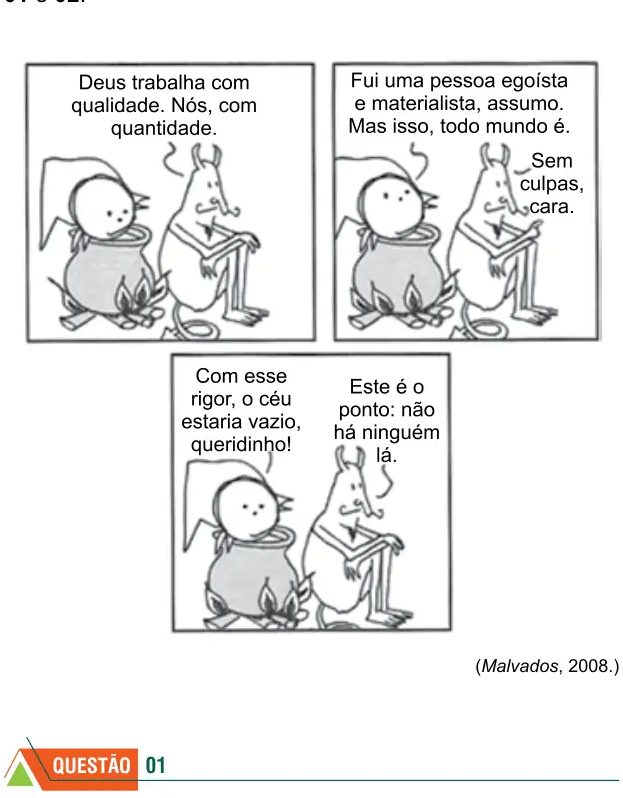 Deus trabalha com
qualidade. Nós, com
quantidade.
Fui uma pessoa egoísta
e materialista, assumo.
Mas isso, todo mundo é.
Sem
culpas,
cara.
Com esse
rigor, o céu
estaria vazio,
queridinho!
Este é o
ponto: não
há ninguém
lá.
(Malvados, 2008.)
QUESTÃO 01